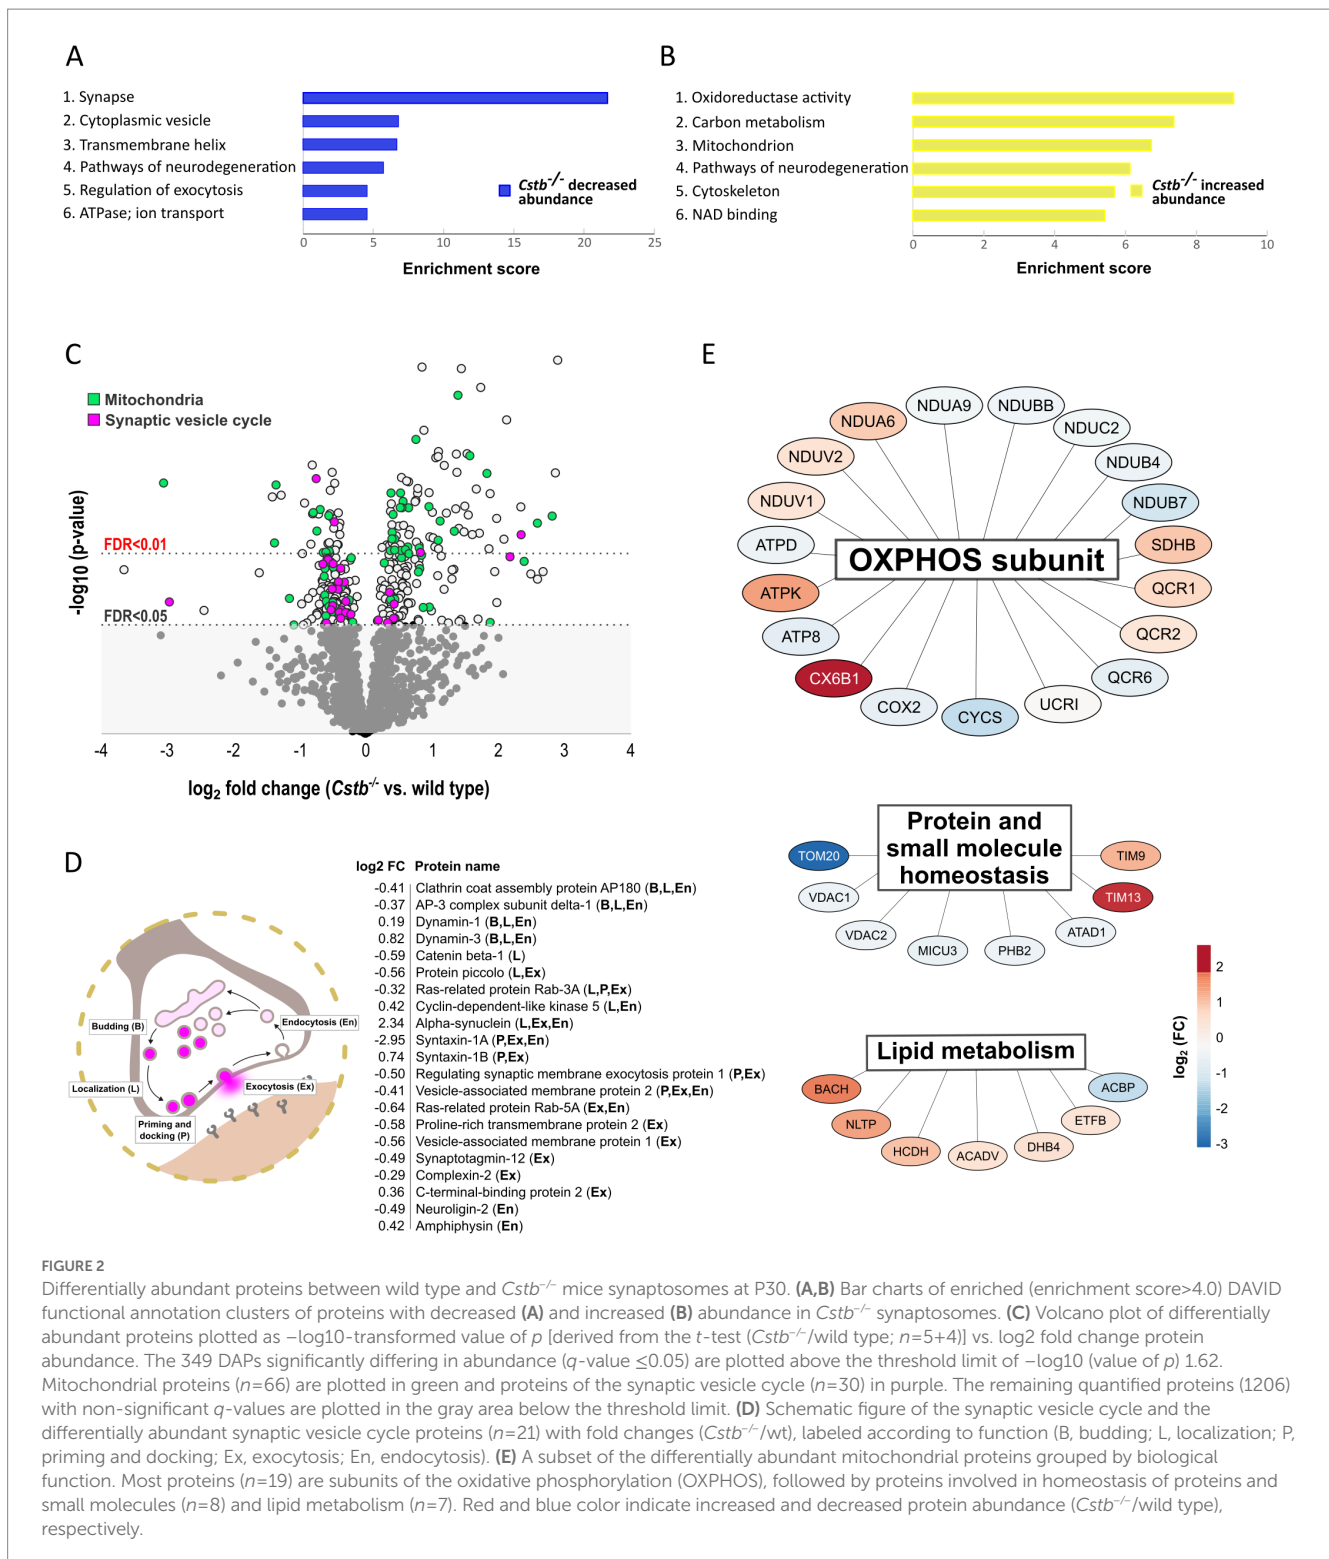 A
1. Synapse
2. Cytoplasmic vesicle
3. Transmembrane helix
4. Pathways of neurodegeneration
5. Regulation of exocytosis
6. ATPase; ion transport
Cstb-/- decreased
abundance
0 5 10 15 20 25
Enrichment score
B
1. Oxidoreductase activity
2. Carbon metabolism
3. Mitochondrion
4. Pathways of neurodegeneration
5. Cytoskeleton
6. NAD binding
Cstb-/- increased
abundance
0 2 4 6 8 10
Enrichment score
C
Mitochondria
Synaptic vesicle cycle
-log10 (p-value)
FDR<0.01
FDR<0.05
-4 -3 -2 -1 0 1 2 3 4
log2 fold change (Cstb-/- vs. wild type)
D
Budding (B)
Endocytosis (En)
Localization (L)
Exocytosis (Ex)
Priming and
docking (P)
log2 FC Protein name
-0.41 Clathrin coat assembly protein AP180 (B,L,En)
-0.37 AP-3 complex subunit delta-1 (B,L,En)
0.19 Dynamin-1 (B,L,En)
0.82 Dynamin-3 (B,L,En)
-0.59 Catenin beta-1 (L)
-0.56 Protein piccolo (L,Ex)
-0.32 Ras-related protein Rab-3A (L,P,Ex)
0.42 Cyclin-dependent-like kinase 5 (L,En)
2.34 Alpha-synuclein (L,Ex,En)
-2.95 Syntaxin-1A (P,Ex,En)
0.74 Syntaxin-1B (P,Ex)
-0.50 Regulating synaptic membrane exocytosis protein 1 (P,Ex)
-0.41 Vesicle-associated membrane protein 2 (P,Ex,En)
-0.64 Ras-related protein Rab-5A (Ex,En)
-0.58 Proline-rich transmembrane protein 2 (Ex)
-0.56 Vesicle-associated membrane protein 1 (Ex)
-0.49 Synaptotagmin-12 (Ex)
-0.29 Complexin-2 (Ex)
0.36 C-terminal-binding protein 2 (Ex)
-0.49 Neuroligin-2 (En)
0.42 Amphiphysin (En)
E
NDUA9
NDUBB
NDUA6
NDUC2
NDUV2
NDUB4
NDUV1
NDUB7
ATPD
OXPHOS subunit
SDHB
ATPK
QCR1
ATP8
QCR2
CX6B1
QCR6
COX2
CYCS
UCRI
Protein and
small molecule
homeostasis
TOM20
TIM9
VDAC1
TIM13
VDAC2
MICU3
PHB2
ATAD1
Lipid metabolism
BACH
ACBP
NLTP
ETFB
HCDH
ACADV
DHB4
2
1
0
-1
-2
-3
log2 (FC)
FIGURE 2
Differentially abundant proteins between wild type and Cstb−/− mice synaptosomes at P30. (A,B) Bar charts of enriched (enrichment score>4.0) DAVID
functional annotation clusters of proteins with decreased (A) and increased (B) abundance in Cstb−/− synaptosomes. (C) Volcano plot of differentially
abundant proteins plotted as −log10-transformed value of p [derived from the t-test (Cstb−/−/wild type; n=5+4)] vs. log2 fold change protein
abundance. The 349 DAPs significantly differing in abundance (q-value ≤0.05) are plotted above the threshold limit of −log10 (value of p) 1.62.
Mitochondrial proteins (n=66) are plotted in green and proteins of the synaptic vesicle cycle (n=30) in purple. The remaining quantified proteins (1206)
with non-significant q-values are plotted in the gray area below the threshold limit. (D) Schematic figure of the synaptic vesicle cycle and the
differentially abundant synaptic vesicle cycle proteins (n=21) with fold changes (Cstb−/−/wt), labeled according to function (B, budding; L, localization; P,
priming and docking; Ex, exocytosis; En, endocytosis). (E) A subset of the differentially abundant mitochondrial proteins grouped by biological
function. Most proteins (n=19) are subunits of the oxidative phosphorylation (OXPHOS), followed by proteins involved in homeostasis of proteins and
small molecules (n=8) and lipid metabolism (n=7). Red and blue color indicate increased and decreased protein abundance (Cstb−/−/wild type),
respectively.